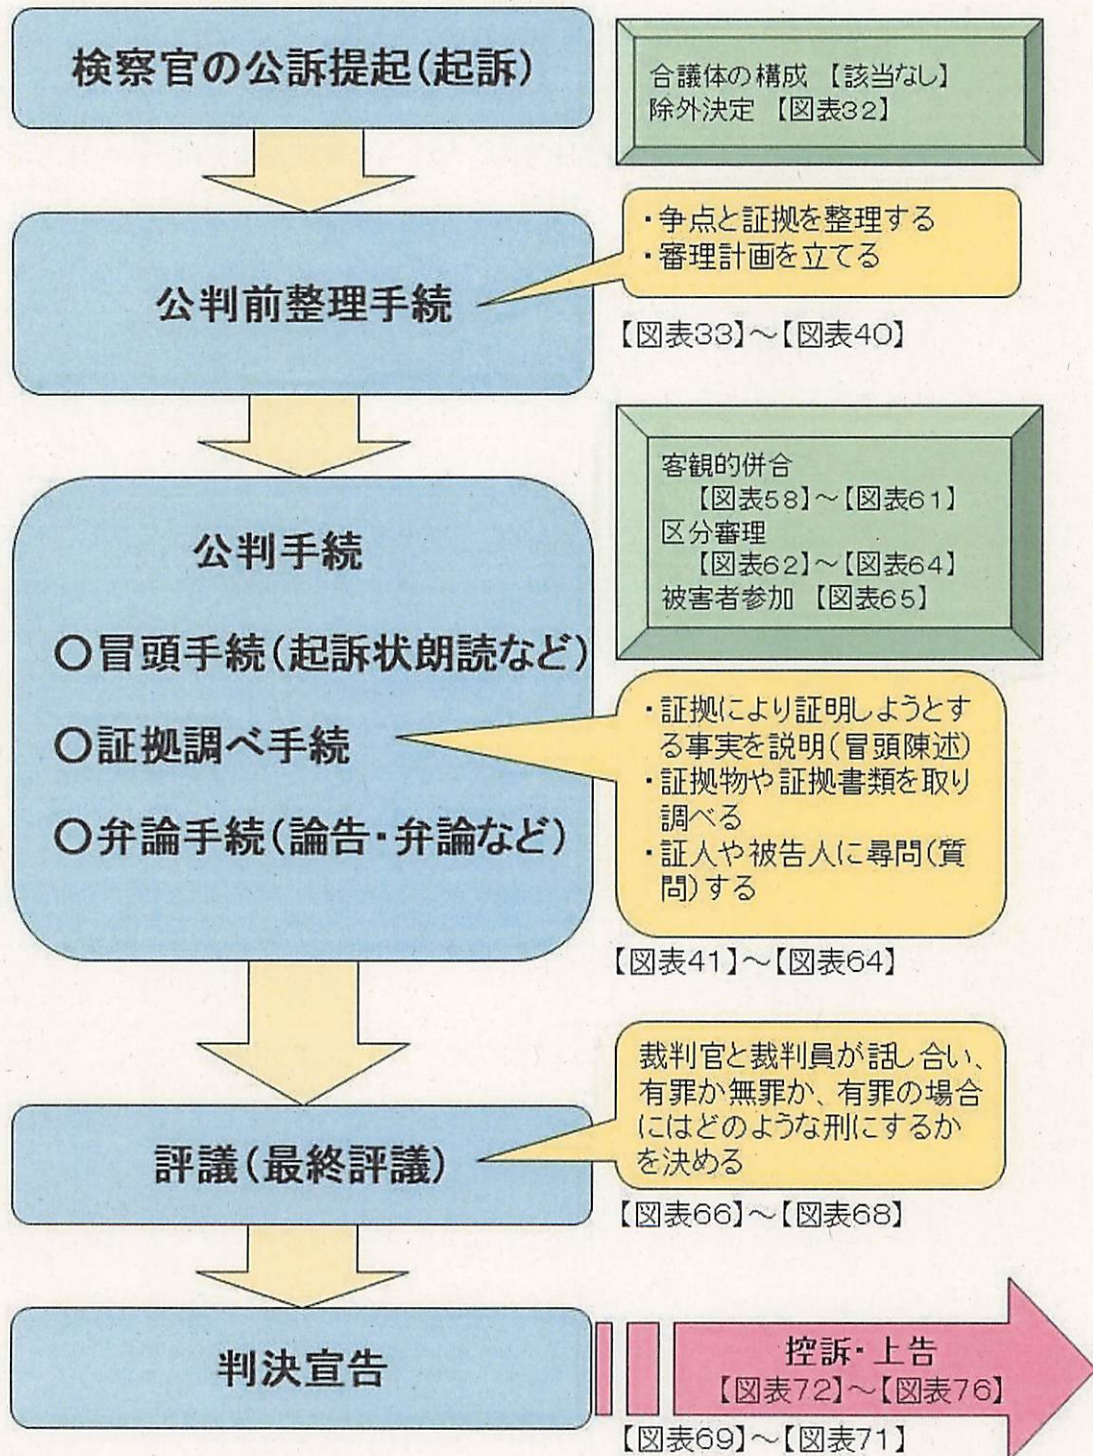 検察官の公訴提起(起訴)
合議体の構成 【該当なし】
除外決定 【図表32】
公判前整理手続
・争点と証拠を整理する
・審理計画を立てる
【図表33】～【図表40】
公判手続
〇冒頭手続(起訴状朗読など)
〇証拠調べ手続
〇弁論手続(論告・弁論など)
客観的併合
【図表58】～【図表61】
区分審理
【図表62】～【図表64】
被害者参加 【図表65】
・証拠により証明しようとす
る事実を説明(冒頭陳述)
・証拠物や証拠書類を取り
調べる
・証人や被告人に尋問(質
問)する
【図表41】～【図表64】
評議(最終評議)
裁判官と裁判員が話し合い、
有罪か無罪か、有罪の場合
にはどのような刑にするか
を決める
【図表66】～【図表68】
判決宣告
控訴・上告
【図表72】～【図表76】
【図表69】～【図表71】